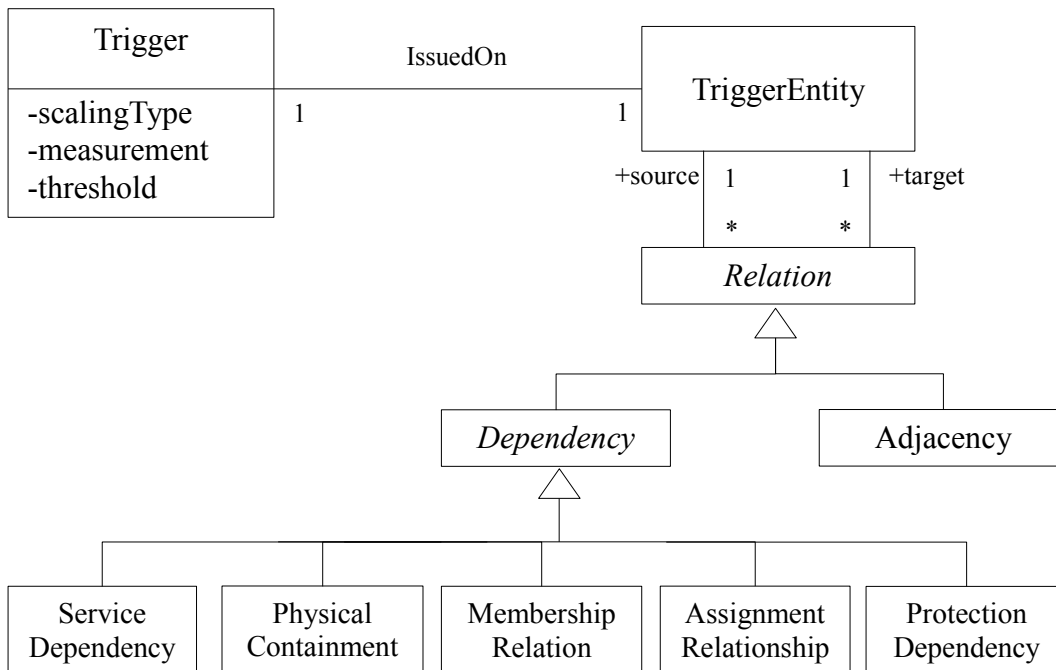 Trigger
-scalingType
-measurement
-threshold
IssuedOn
1
1
TriggerEntity
+source
1
1
+target
*
*
Relation
Dependency
Adjacency
Service
Dependency
Physical
Containment
Membership
Relation
Assignment
Relationship
Protection
Dependency